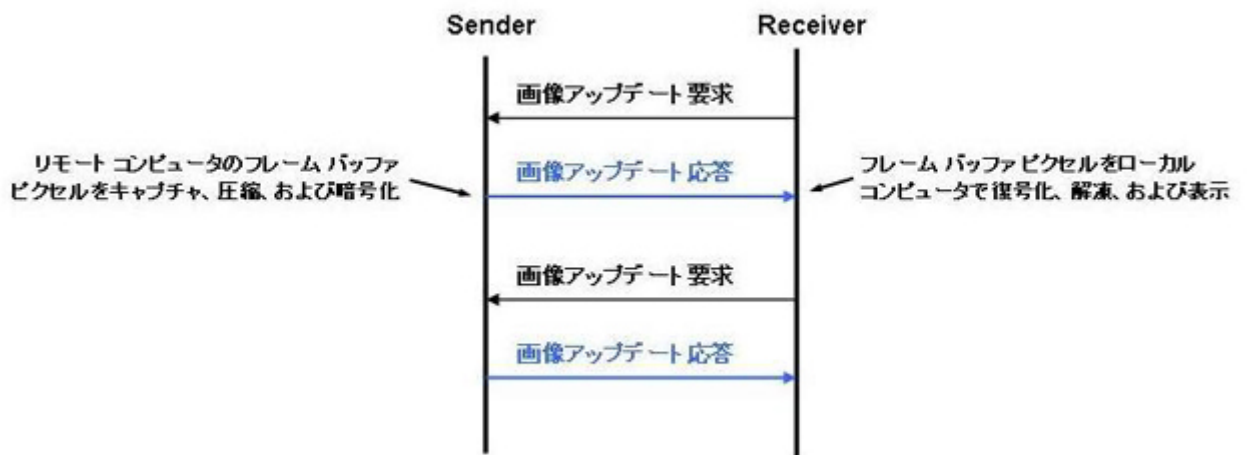 Sender
Receiver
画像アップデート要求
リモート コンピュータのフレーム バッファ
ピクセルをキャプチャ、圧縮、および暗号化
画像アップデート応答
フレーム バッファ ピクセルをローカル
コンピュータで復号化、解凍、および表示
画像アップデート要求
画像アップデート応答